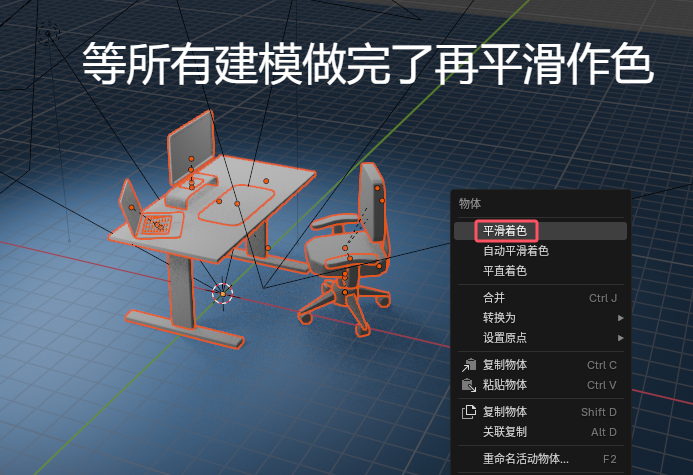 等所有建模做完了再平滑作色
物体
平滑着色
自动平滑着色
平直着色
合并 Ctrl J
转换为
设置原点
复制物体 Ctrl C
粘贴物体 Ctrl V
复制物体 Shift D
关联复制 Alt D
重命名活动物体... F2